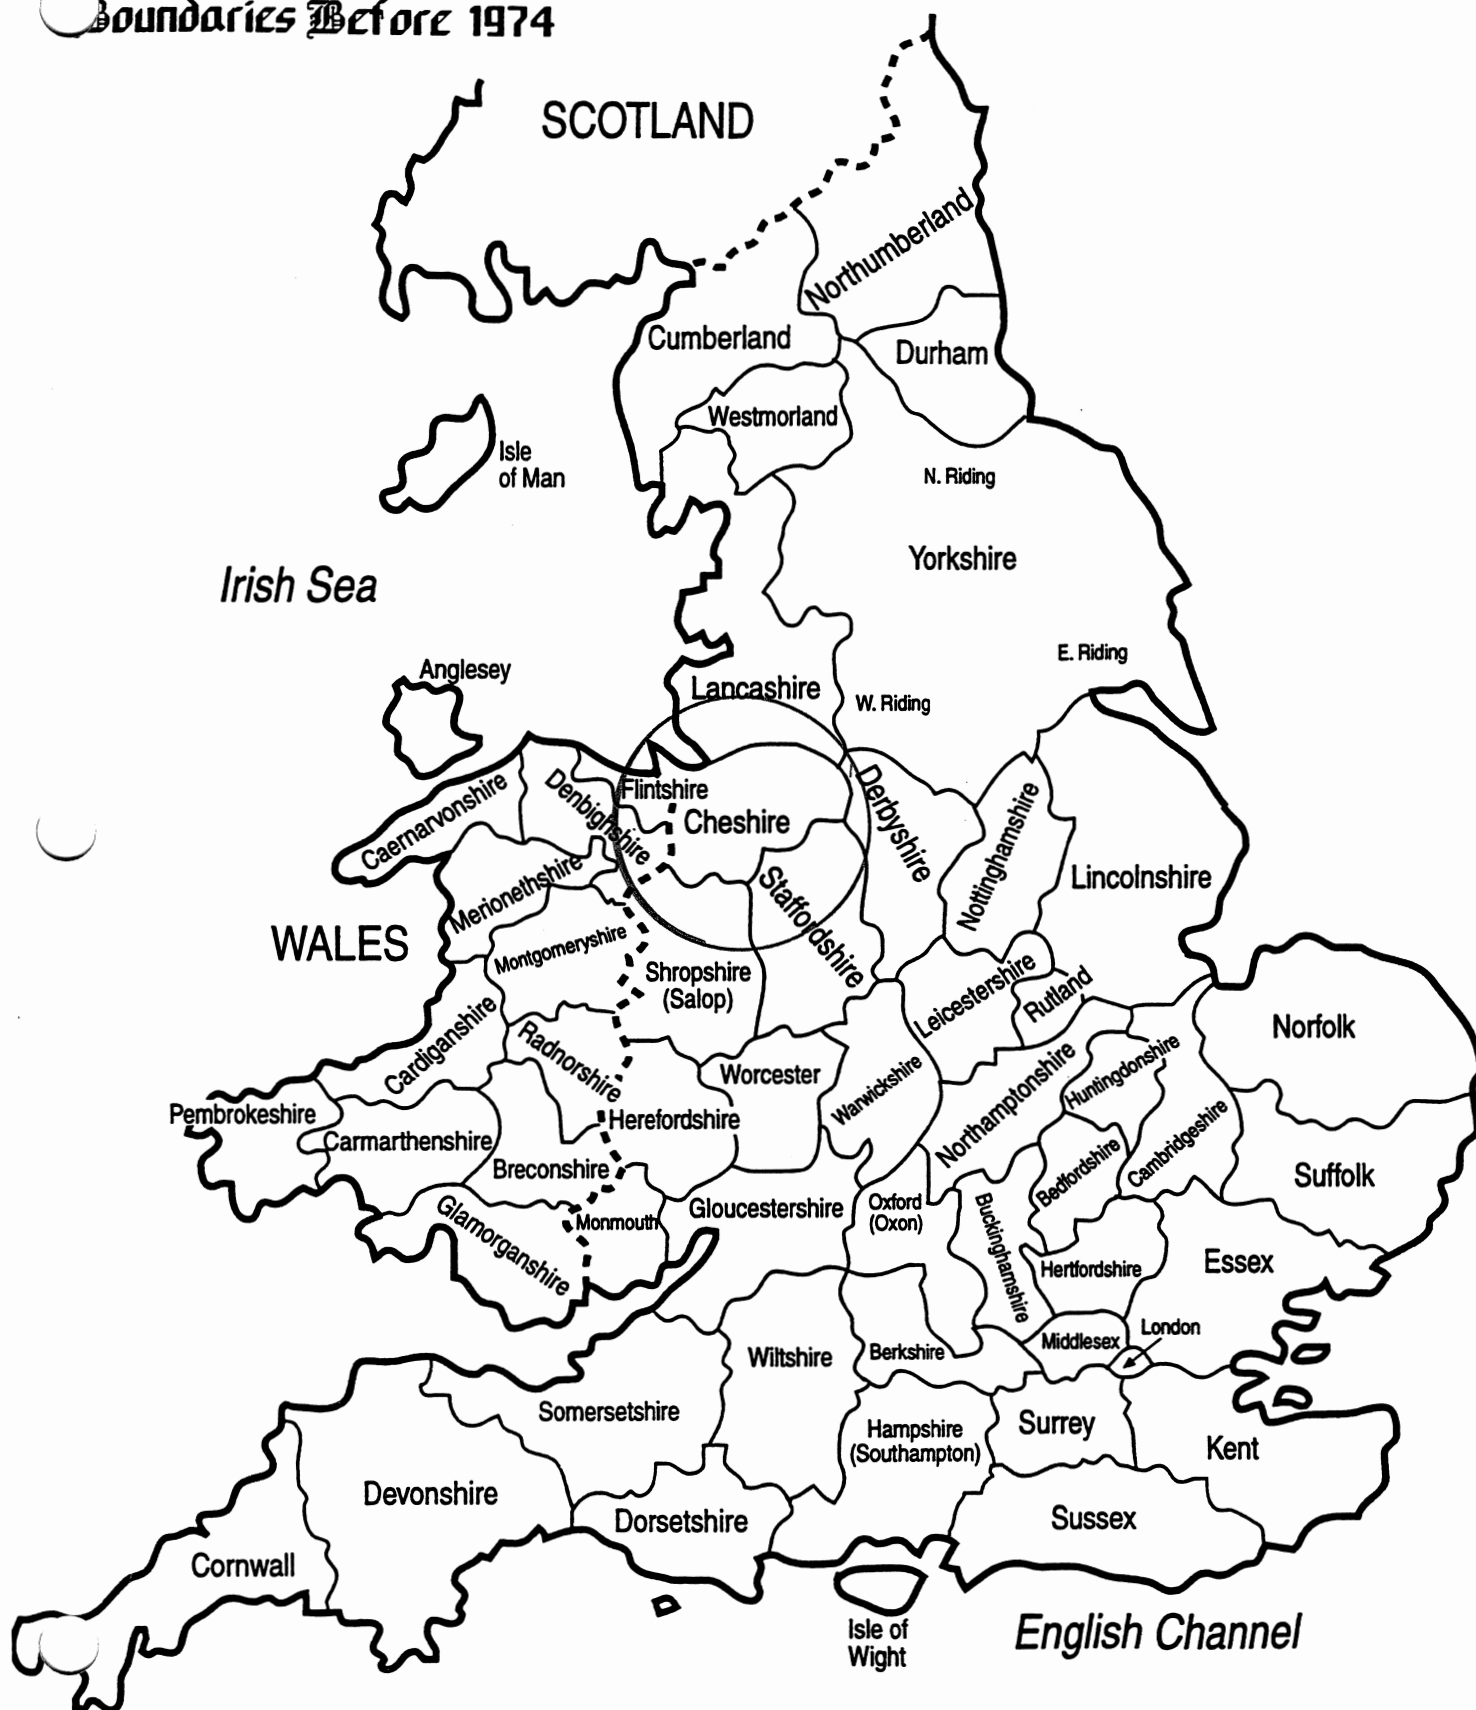 Boundaries Before 1974
SCOTLAND
Northumberland
Cumberland
Durham
Westmorland
Isle
of Man
N. Riding
Yorkshire
Irish Sea
E. Riding
Anglesey
Lancashire
W. Riding
Flintshire
Denbighshire
Caernarvonshire
Cheshire
Derbyshire
Nottinghamshire
Lincolnshire
Merionethshire
Staffordshire
WALES
Montgomeryshire
Shropshire
(Salop)
Leicestershire
Rutland
Norfolk
Cardiganshire
Radnorshire
Worcester
Warwickshire
Northamptonshire
Huntingdonshire
Pembrokeshire
Carmarthenshire
Herefordshire
Breconshire
Bedfordshire
Cambridgeshire
Suffolk
Glamorganshire
Monmouth
Gloucestershire
Oxford
(Oxon)
Buckinghamshire
Hertfordshire
Essex
London
Middlesex
Wiltshire
Berkshire
Somersetshire
Hampshire
(Southampton)
Surrey
Kent
Devonshire
Dorsetshire
Sussex
Cornwall
Isle of
Wight
English Channel